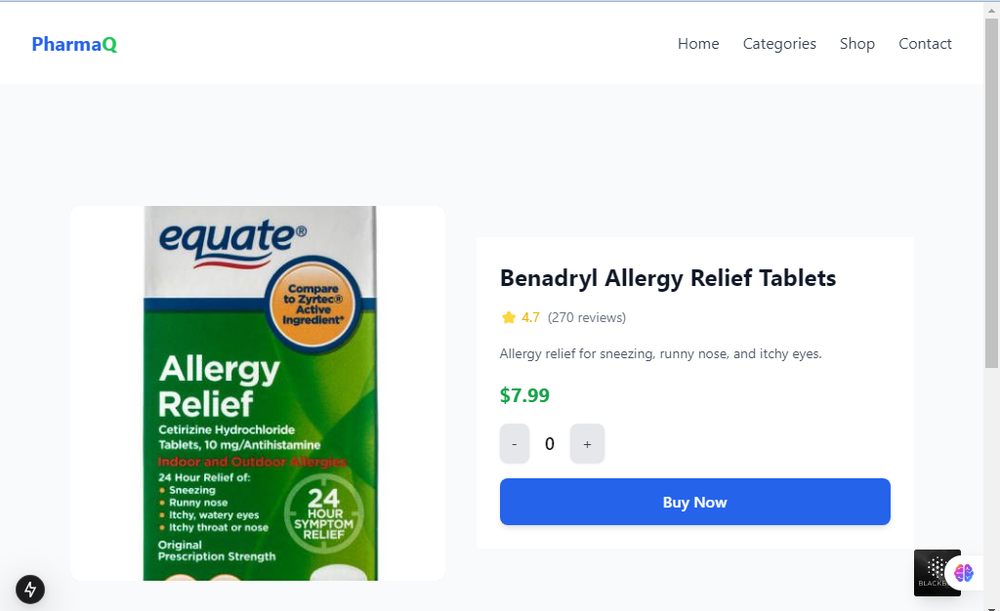 PharmaQ
Home Categories Shop Contact
equate®
Compare
to Zyrtec®
Active
Ingredient*
Allergy
Relief
Cetirizine Hydrochloride
Tablets, 10 mg/Antihistamine
Indoor and Outdoor Allergies
24 Hour Relief of:
• Sneezing
• Runny nose
• Itchy, watery eyes
• Itchy throat or nose
24
HOUR
SYMPTOM
RELIEF
Original
Prescription Strength
Benadryl Allergy Relief Tablets
4.7 (270 reviews)
Allergy relief for sneezing, runny nose, and itchy eyes.
$7.99
- 0 +
Buy Now